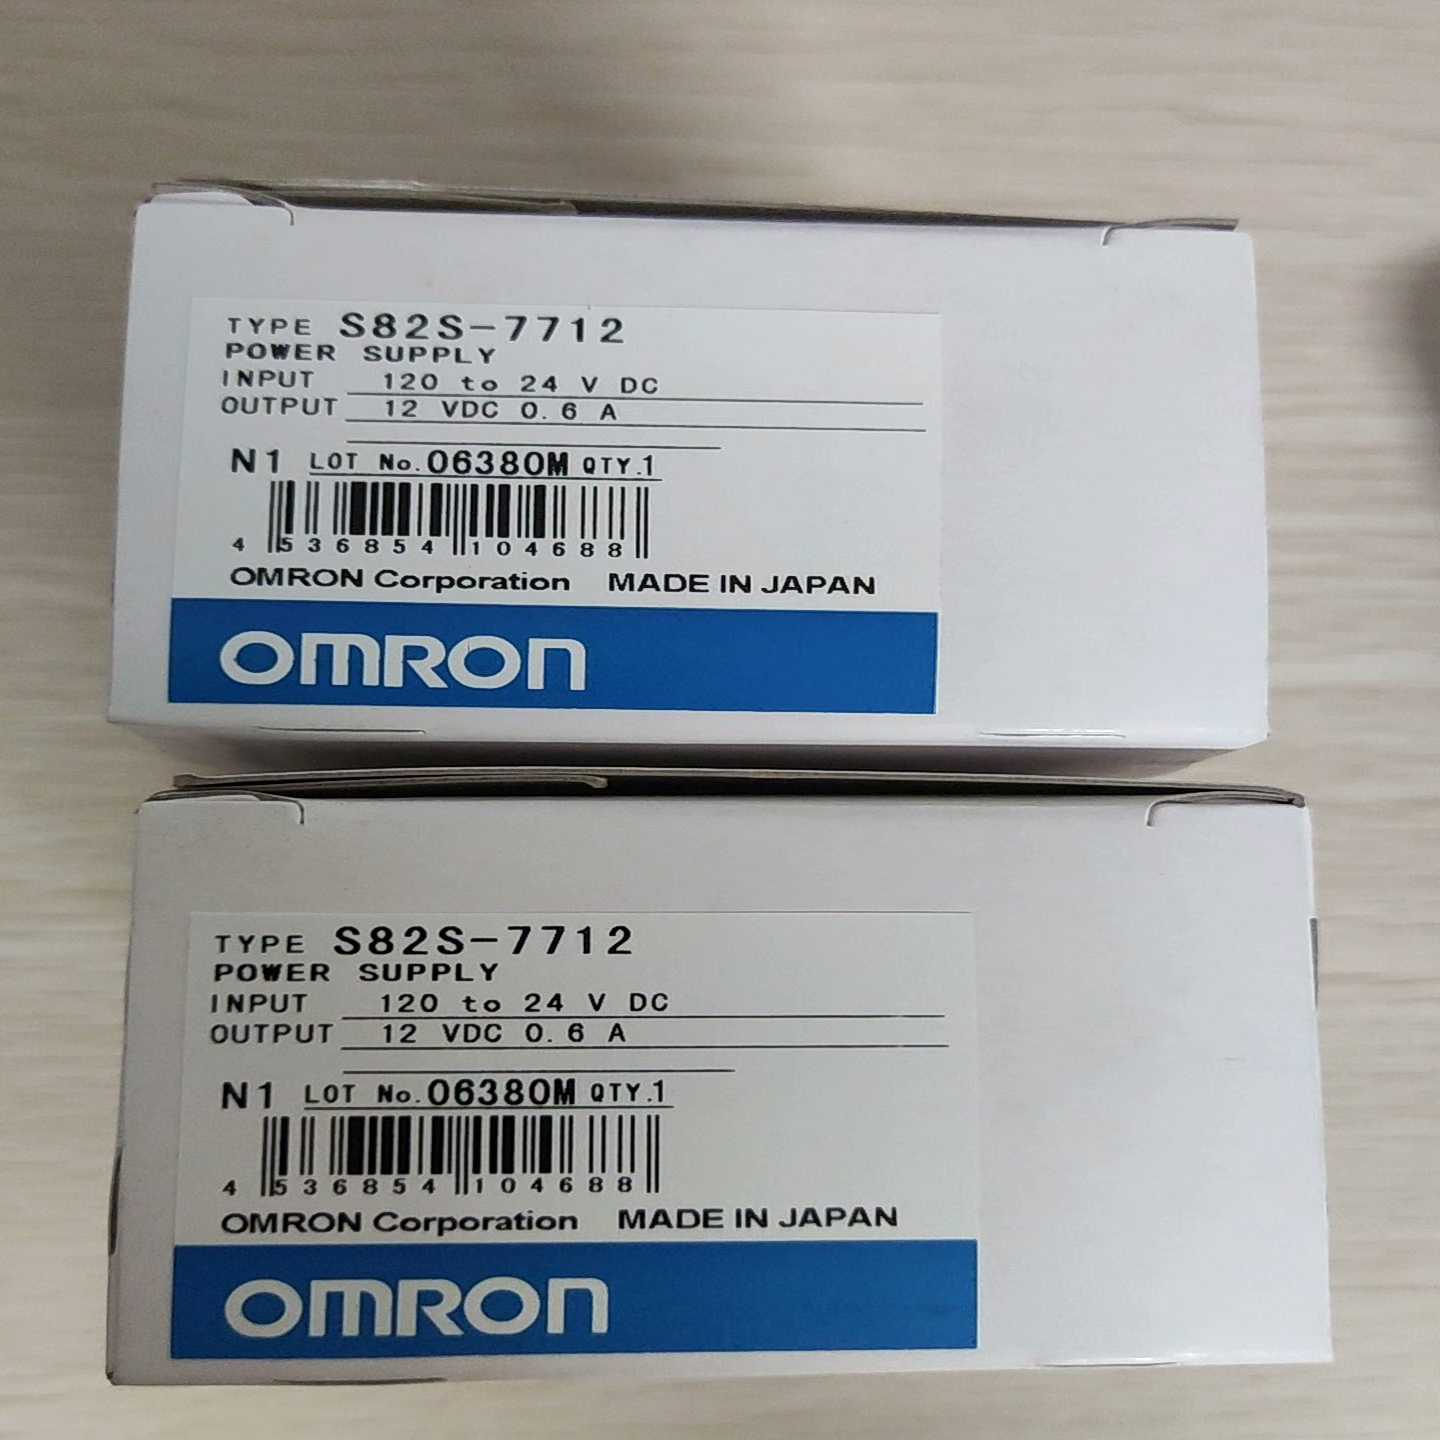 TYPE S82S-7712
POWER SUPPLY
INPUT 120 to 24 V DC
OUTPUT 12 VDC 0.6 A
N1 LOT No. 06380M QTY.1
4 536854 104688
OMRON Corporation MADE IN JAPAN
OMRON
TYPE S82S-7712
POWER SUPPLY
INPUT 120 to 24 V DC
OUTPUT 12 VDC 0.6 A
N1 LOT No. 06380M QTY.1
4 536854 104688
OMRON Corporation MADE IN JAPAN
OMRON